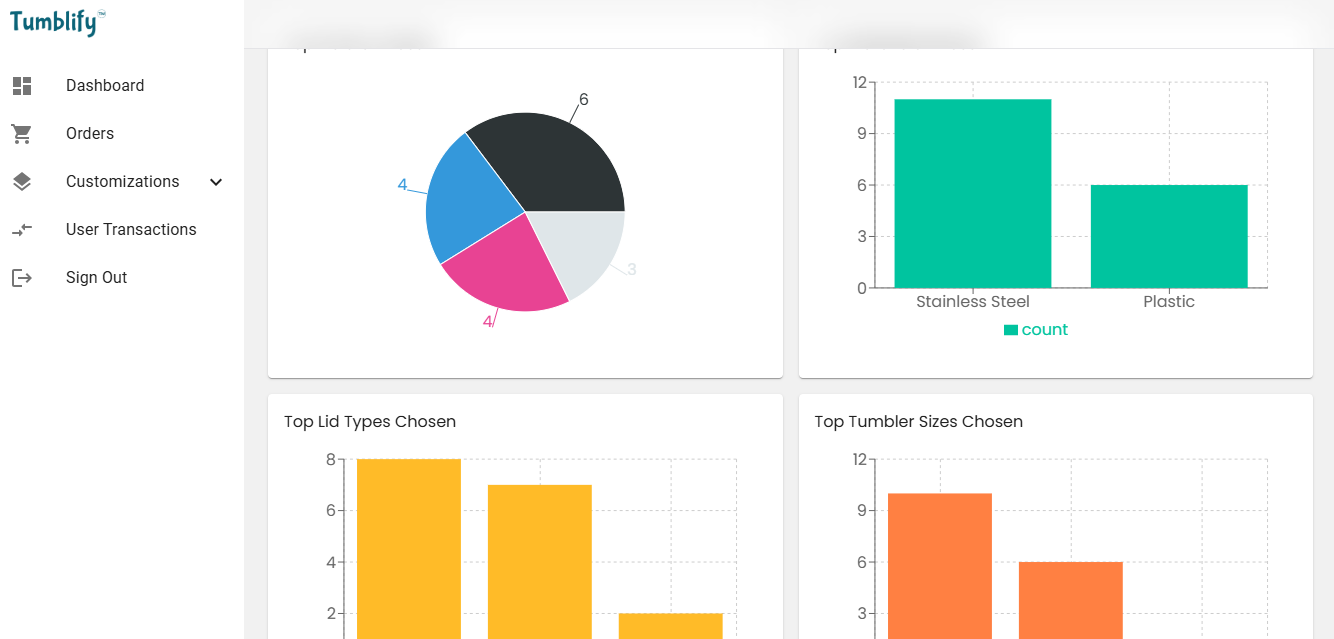 Tumblify™
Dashboard
Orders
Customizations
User Transactions
Sign Out
6
4
4
3
12
9
6
3
0
Stainless Steel
Plastic
count
Top Lid Types Chosen
8
6
4
2
Top Tumbler Sizes Chosen
12
9
6
3